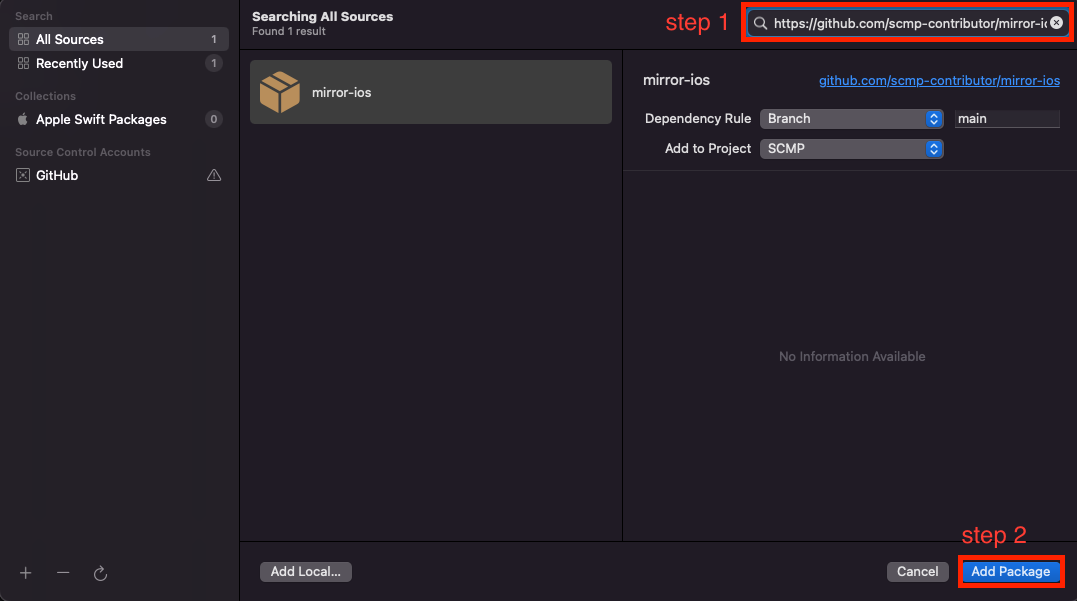 Search
All Sources 1
Recently Used 1
Collections
Apple Swift Packages 0
Source Control Accounts
GitHub
Searching All Sources
Found 1 result
step 1
https://github.com/scmp-contributor/mirror-i
mirror-ios
mirror-ios
github.com/scmp-contributor/mirror-ios
Dependency Rule Branch main
Add to Project SCMP
No Information Available
step 2
Add Local...
Cancel
Add Package